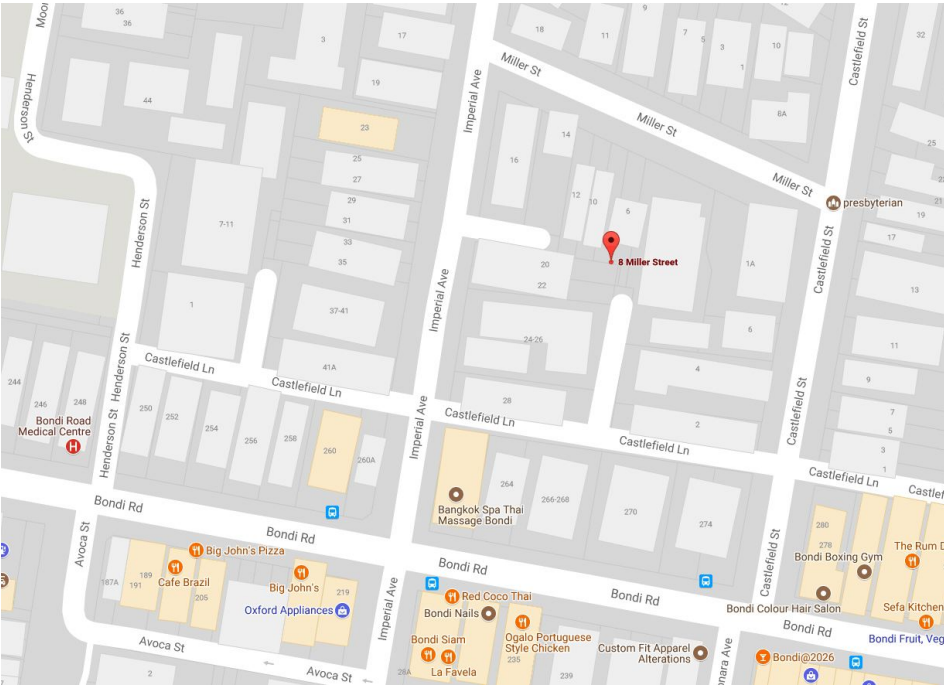 36
36
Moo
3
17
18
11
9
7
5
3
1
10
Castlefield St
32
Henderson St
44
19
Imperial Ave
Miller St
8A
23
Miller St
14
16
25
25
27
29
31
33
35
7-11
Henderson St
12
10
6
Miller St
presbyterian
21
19
17
8 Miller Street
20
22
1A
Castlefield St
13
1
37-41
Imperial Ave
24-26
6
11
Castlefield Ln
41A
Castlefield Ln
4
9
244
246
248
Henderson St
Henderson St
250
252
254
256
258
260
260A
Imperial Ave
28
Castlefield Ln
2
Castlefield Ln
Castlefield St
7
5
3
1
Castlefield Ln
Castlef
Bondi Road
Medical Centre
Bangkok Spa Thai
Massage Bondi
264
266-268
270
274
280
278
Bondi Rd
Bondi Rd
Bondi Rd
Bondi Rd
Bondi Rd
Avoca St
Big John's Pizza
Cafe Brazil
187A
189
191
205
Big John's
219
Oxford Appliances
Imperial Ave
Red Coco Thai
Bondi Nails
Bondi Siam
La Favela
26A
Ogalo Portuguese
Style Chicken
235
239
Custom Fit Apparel
Alterations
Castlefield St
Bondi Boxing Gym
The Rum D
Bondi Colour Hair Salon
Sefa Kitchen
Bondi Fruit, Veg
Bondi@2026
nara Ave
Avoca St
Avoca St
2